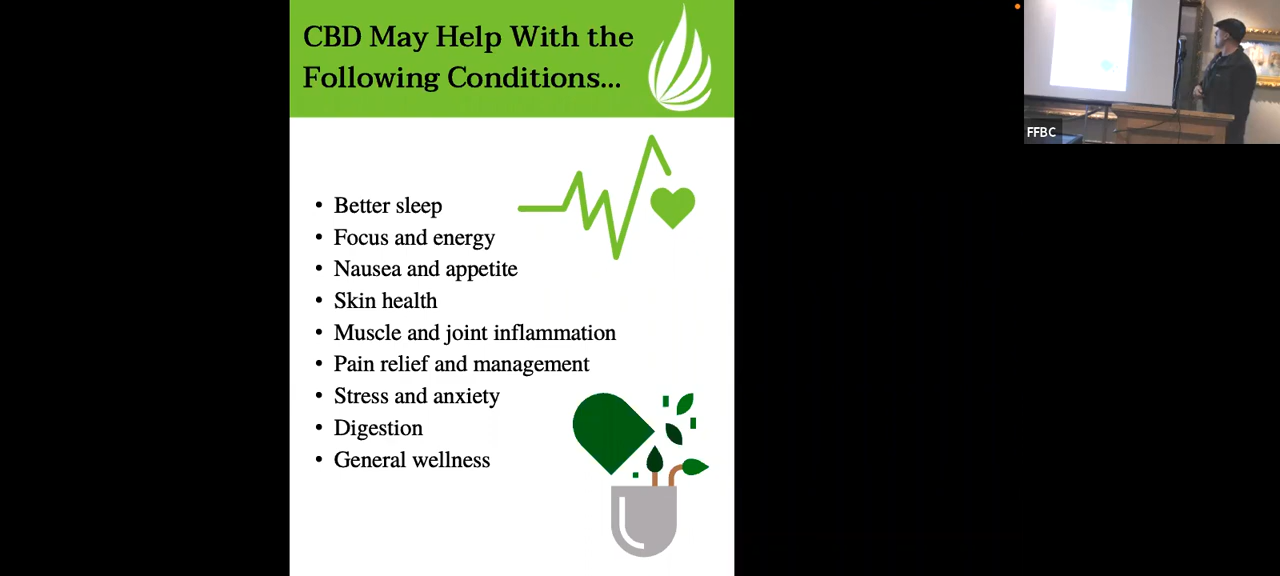 CBD May Help With the
Following Conditions...
• Better sleep
• Focus and energy
• Nausea and appetite
• Skin health
• Muscle and joint inflammation
• Pain relief and management
• Stress and anxiety
• Digestion
• General wellness
FFBC